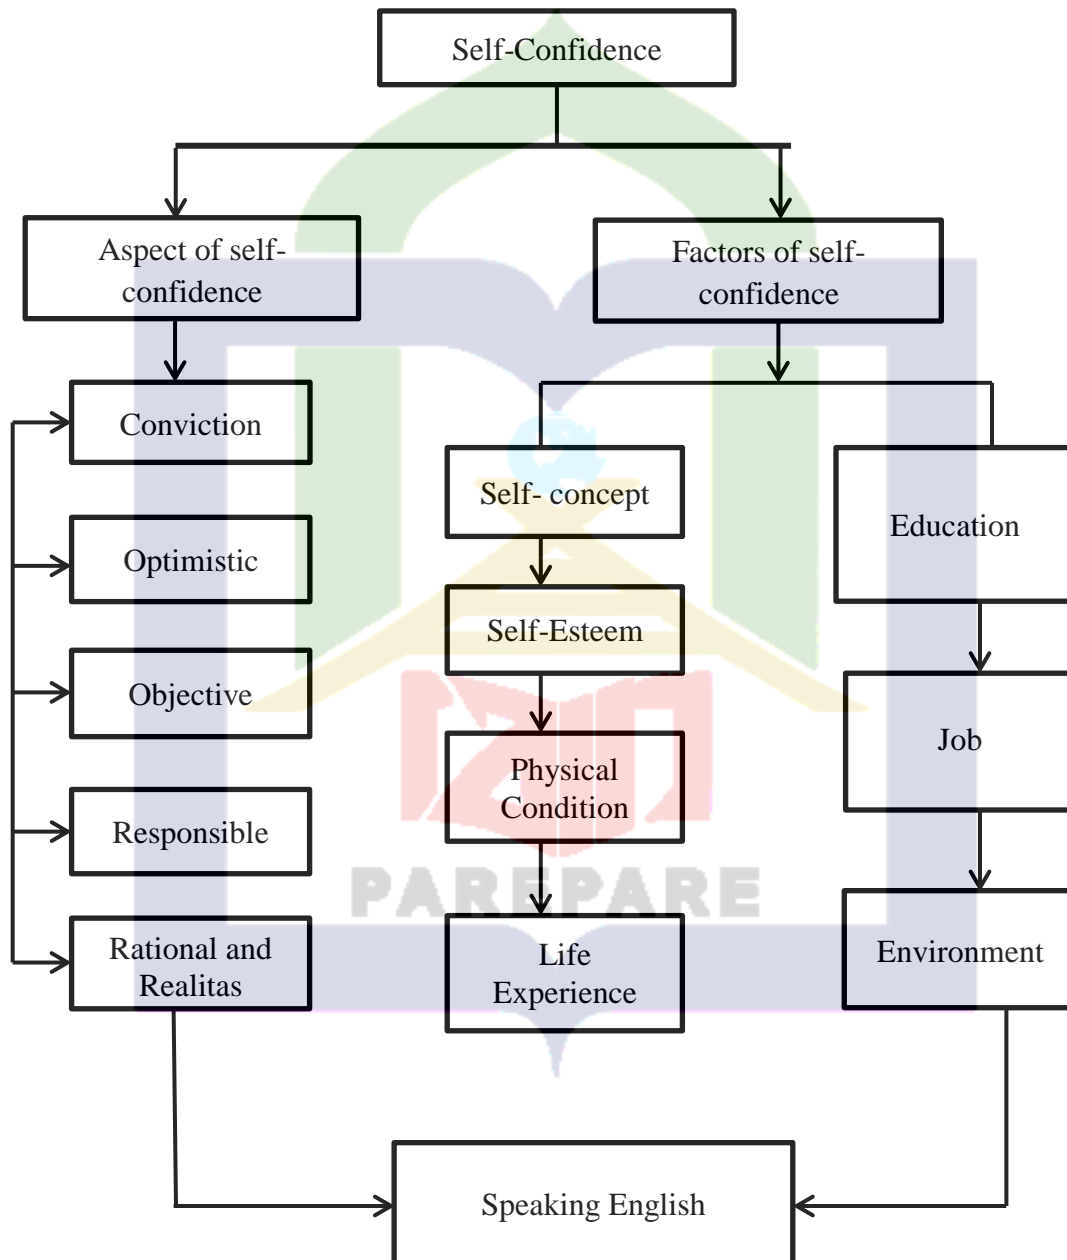 Self-Confidence
Aspect of self-
confidence
Factors of self-
confidence
Conviction
Optimistic
Objective
Responsible
Rational and
Realitas
Self- concept
Self-Esteem
Physical
Condition
Life
Experience
Education
Job
Environment
PAREPARE
Speaking English